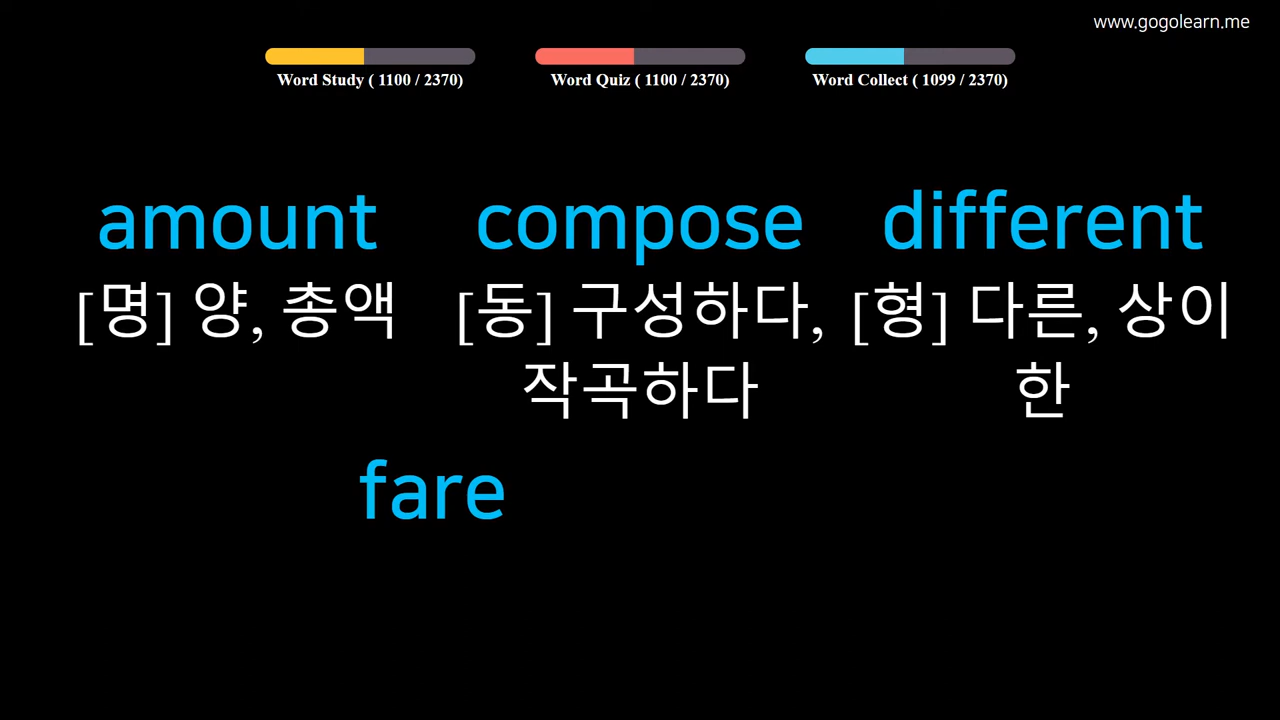 www.gogolearn.me
Word Study ( 1100 / 2370)
Word Quiz ( 1100 / 2370)
Word Collect ( 1099 / 2370)
amount
[명] 양, 총액
compose
[동] 구성하다,
작곡하다
different
[형] 다른, 상이
한
fare